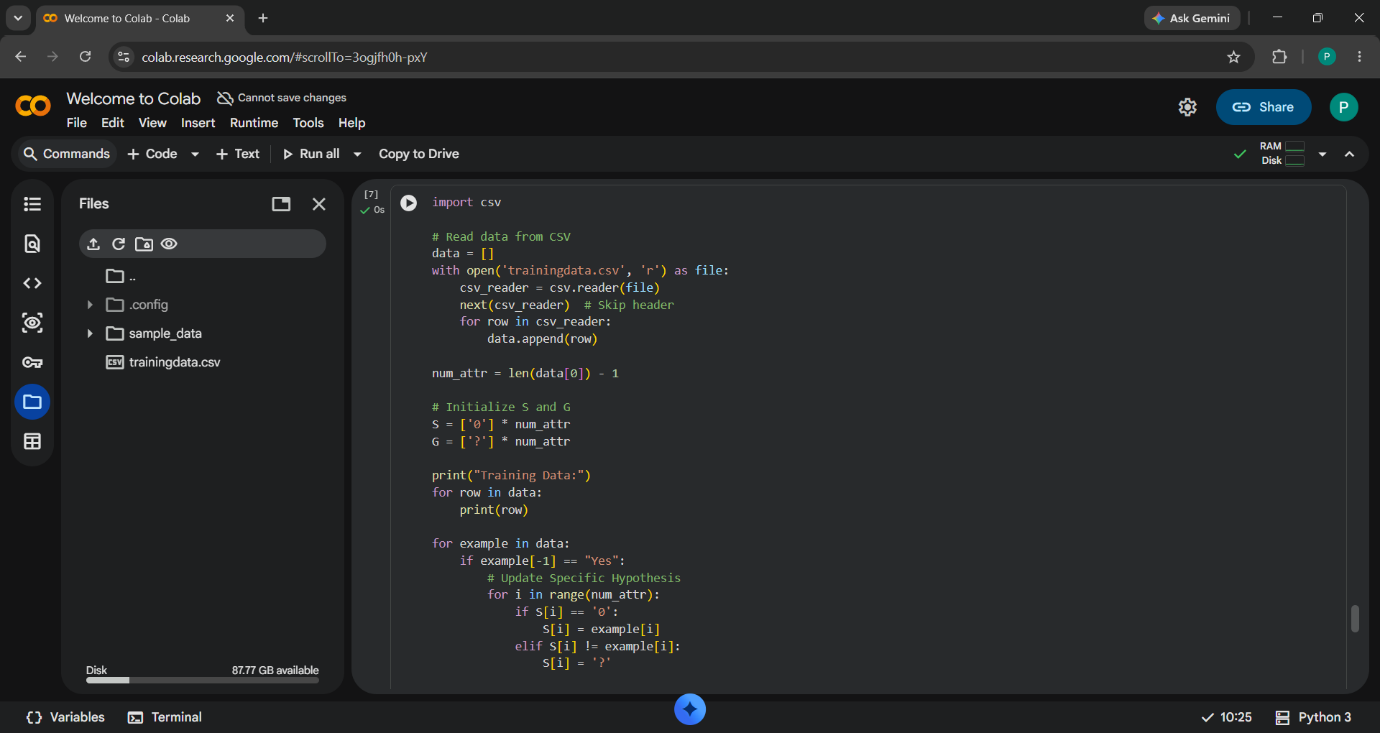 Welcome to Colab - Colab
Ask Gemini
colab.research.google.com/#scrollTo=3ogjfh0h-pxY
P
CO
Welcome to Colab
Cannot save changes
File Edit View Insert Runtime Tools Help
Share
P
Commands + Code + Text Run all Copy to Drive
RAM
Disk
Files
..
.config
sample_data
CSV trainingdata.csv
Disk 87.77 GB available
[7]
0s
import csv
# Read data from CSV
data = []
with open('trainingdata.csv', 'r') as file:
    csv_reader = csv.reader(file)
    next(csv_reader)  # Skip header
    for row in csv_reader:
        data.append(row)
num_attr = len(data[0]) - 1
# Initialize S and G
S = ['0'] * num_attr
G = ['?'] * num_attr
print("Training Data:")
for row in data:
    print(row)
for example in data:
    if example[-1] == "Yes":
        # Update Specific Hypothesis
        for i in range(num_attr):
            if S[i] == '0':
                S[i] = example[i]
            elif S[i] != example[i]:
                S[i] = '?'
{} Variables Terminal
10:25 Python 3